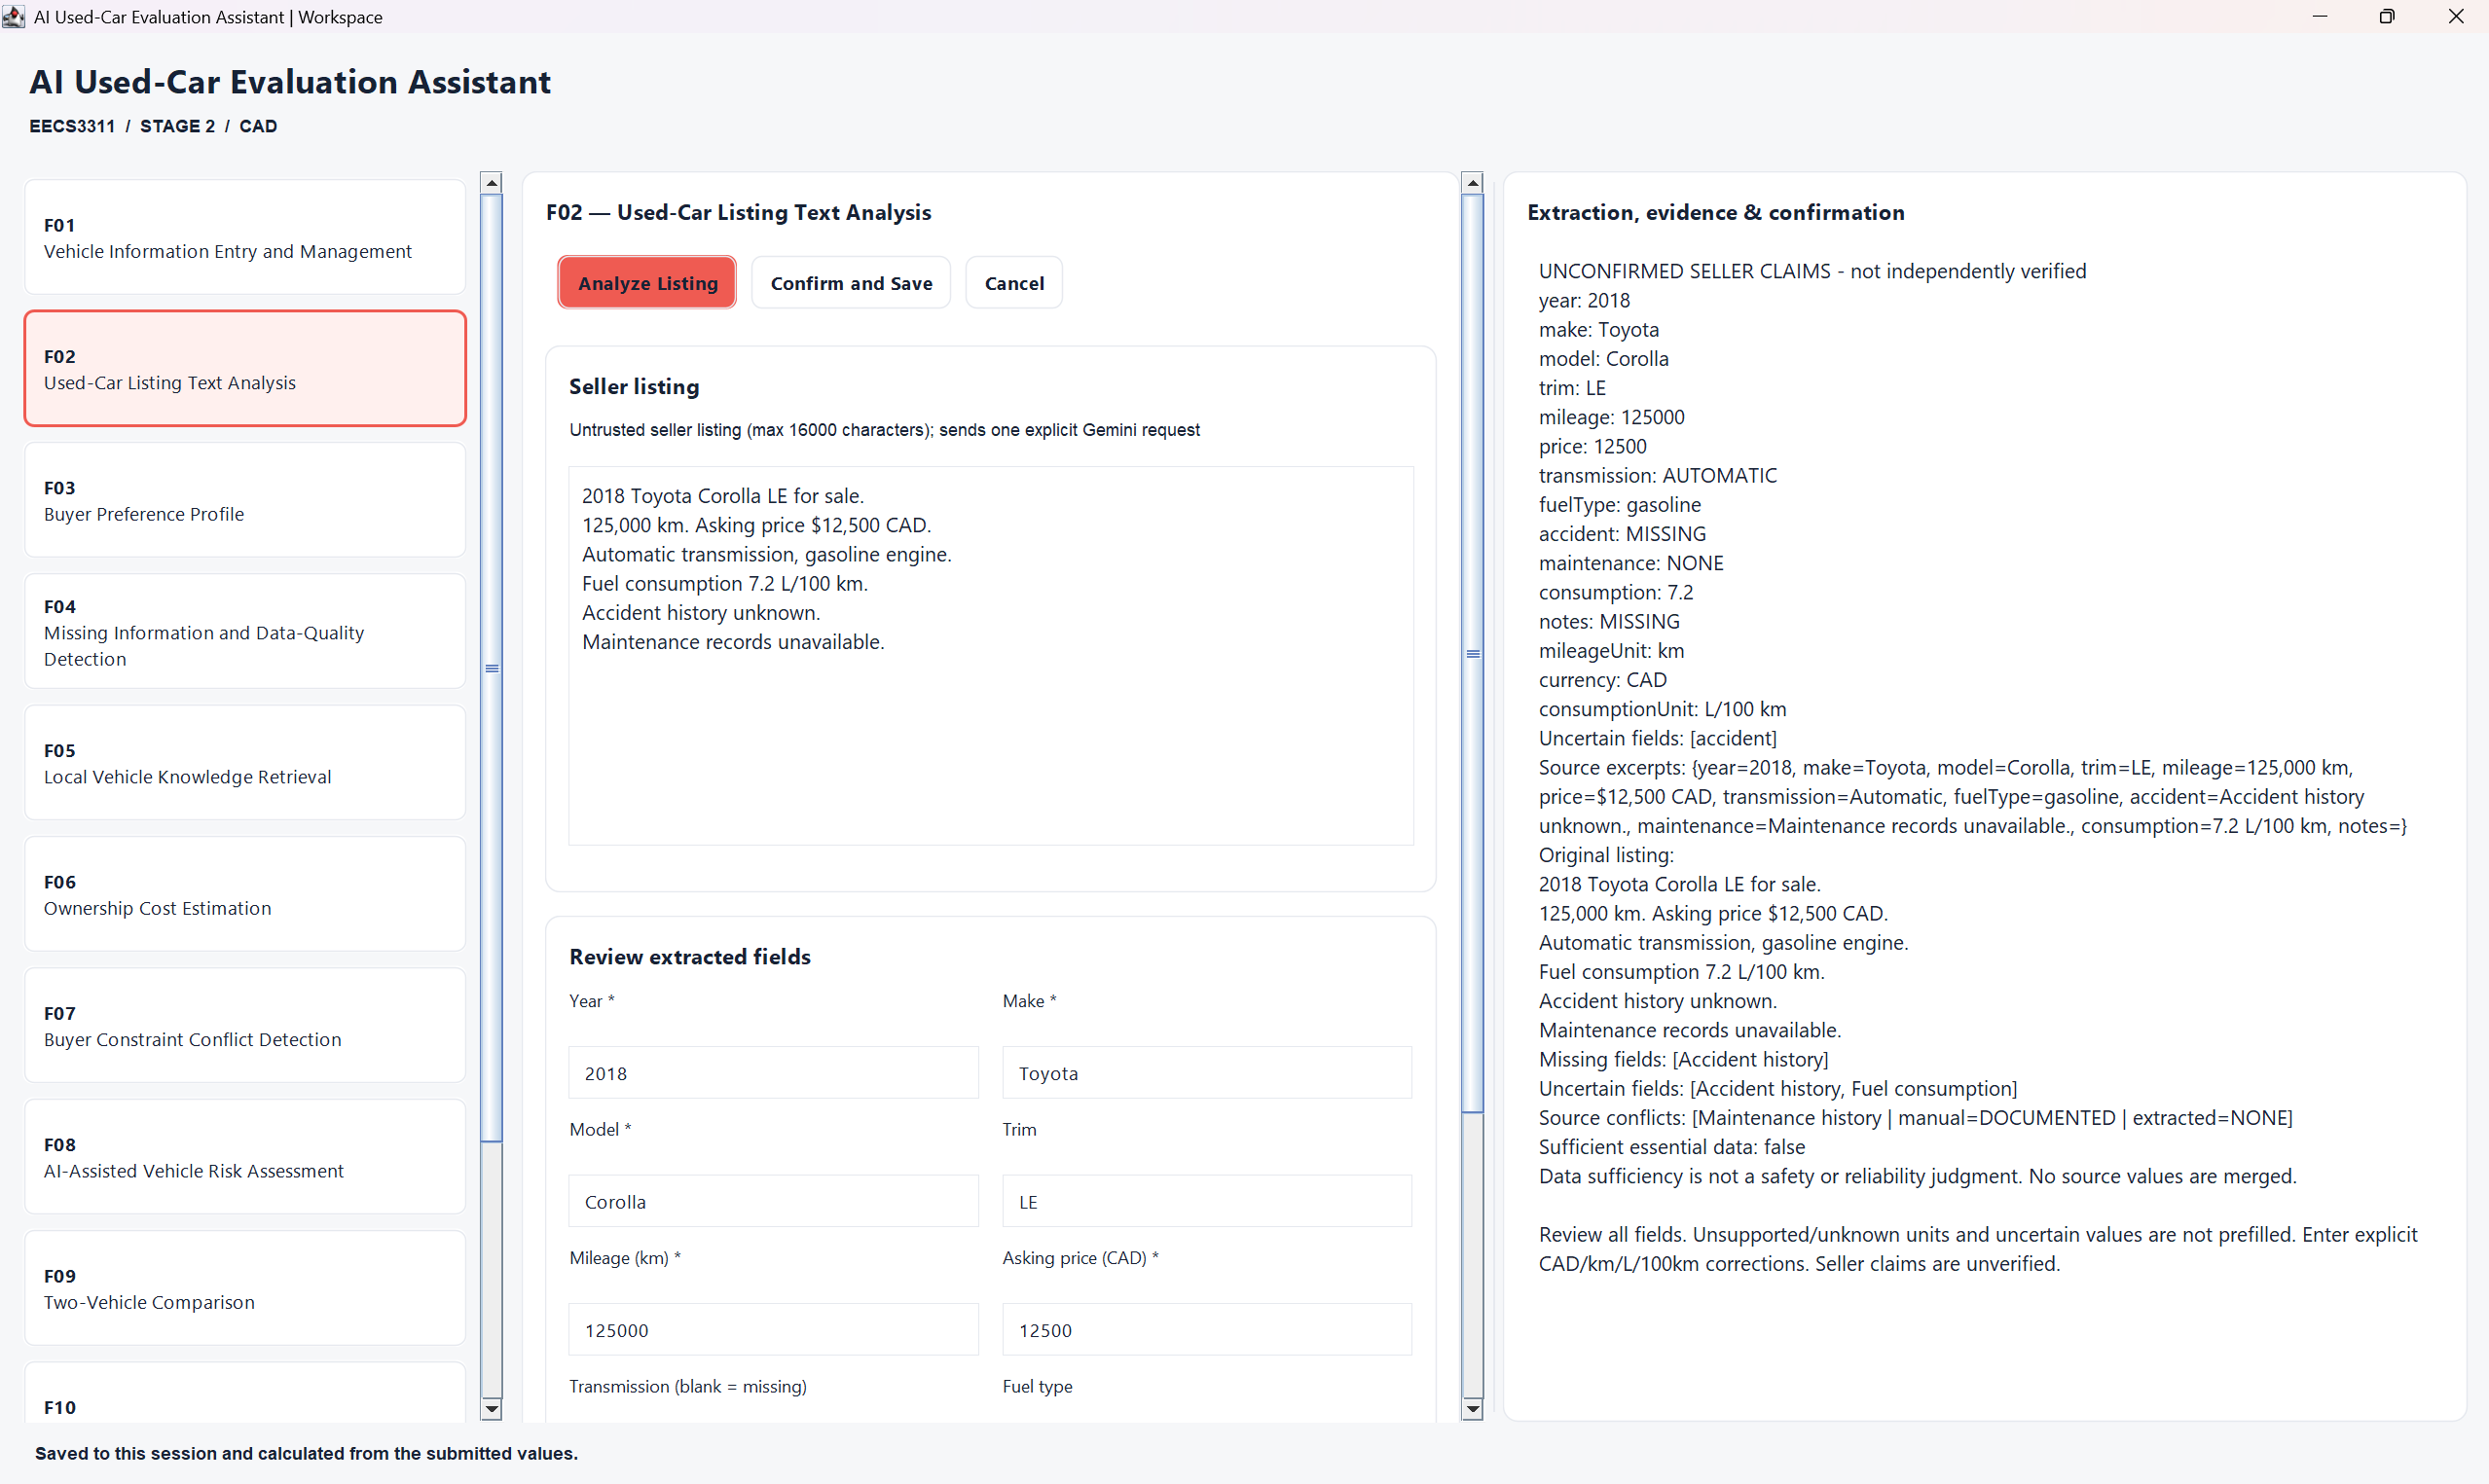 AI Used-Car Evaluation Assistant | Workspace
AI Used-Car Evaluation Assistant
EECS3311 / STAGE 2 / CAD
F01
Vehicle Information Entry and Management
F02
Used-Car Listing Text Analysis
F03
Buyer Preference Profile
F04
Missing Information and Data-Quality
Detection
F05
Local Vehicle Knowledge Retrieval
F06
Ownership Cost Estimation
F07
Buyer Constraint Conflict Detection
F08
AI-Assisted Vehicle Risk Assessment
F09
Two-Vehicle Comparison
F10
F02 — Used-Car Listing Text Analysis
Analyze Listing
Confirm and Save
Cancel
Seller listing
Untrusted seller listing (max 16000 characters); sends one explicit Gemini request
2018 Toyota Corolla LE for sale.
125,000 km. Asking price $12,500 CAD.
Automatic transmission, gasoline engine.
Fuel consumption 7.2 L/100 km.
Accident history unknown.
Maintenance records unavailable.
Review extracted fields
Year *
Make *
2018
Toyota
Model *
Trim
Corolla
LE
Mileage (km) *
Asking price (CAD) *
125000
12500
Transmission (blank = missing)
Fuel type
Extraction, evidence & confirmation
UNCONFIRMED SELLER CLAIMS - not independently verified
year: 2018
make: Toyota
model: Corolla
trim: LE
mileage: 125000
price: 12500
transmission: AUTOMATIC
fuelType: gasoline
accident: MISSING
maintenance: NONE
consumption: 7.2
notes: MISSING
mileageUnit: km
currency: CAD
consumptionUnit: L/100 km
Uncertain fields: [accident]
Source excerpts: {year=2018, make=Toyota, model=Corolla, trim=LE, mileage=125,000 km,
price=$12,500 CAD, transmission=Automatic, fuelType=gasoline, accident=Accident history
unknown., maintenance=Maintenance records unavailable., consumption=7.2 L/100 km, notes=}
Original listing:
2018 Toyota Corolla LE for sale.
125,000 km. Asking price $12,500 CAD.
Automatic transmission, gasoline engine.
Fuel consumption 7.2 L/100 km.
Accident history unknown.
Maintenance records unavailable.
Missing fields: [Accident history]
Uncertain fields: [Accident history, Fuel consumption]
Source conflicts: [Maintenance history | manual=DOCUMENTED | extracted=NONE]
Sufficient essential data: false
Data sufficiency is not a safety or reliability judgment. No source values are merged.
Review all fields. Unsupported/unknown units and uncertain values are not prefilled. Enter explicit
CAD/km/L/100km corrections. Seller claims are unverified.
Saved to this session and calculated from the submitted values.